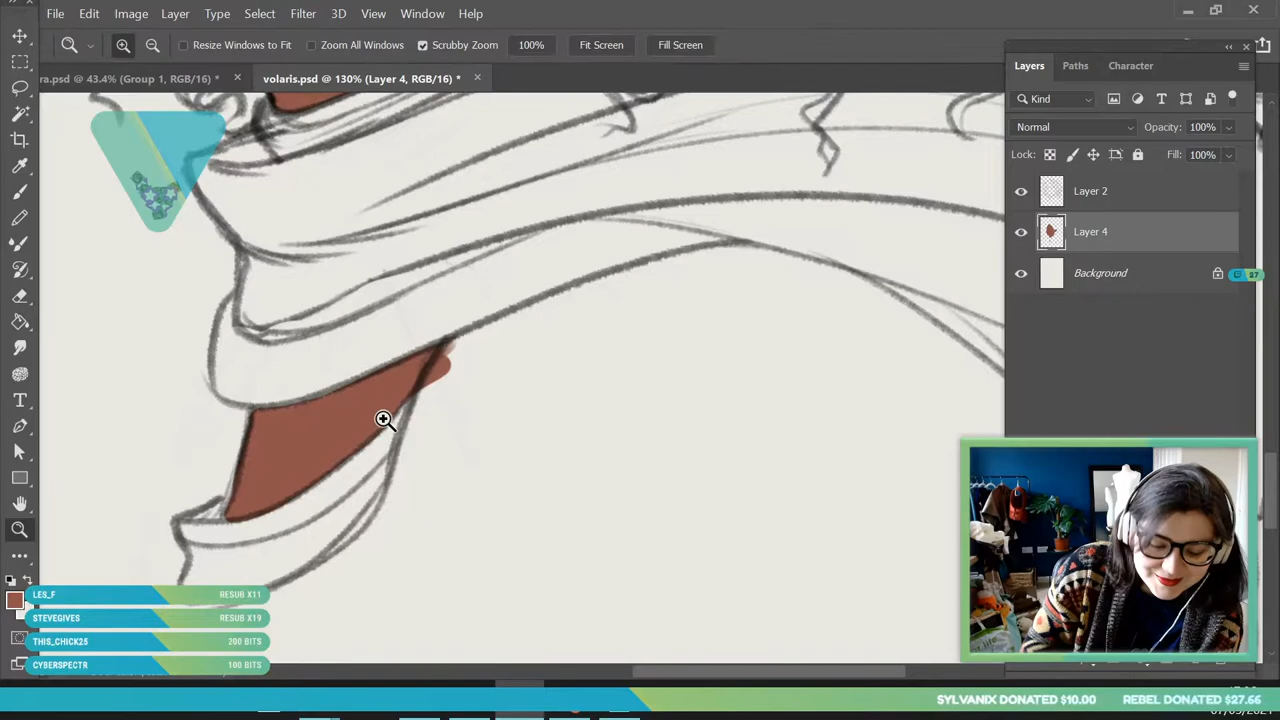 File Edit Image Layer Type Select Filter 3D View Window Help
Resize Windows to Fit Zoom All Windows Scrubby Zoom 100% Fit Screen Fill Screen
ra.psd @ 43.4% (Group 1, RGB/16) * volaris.psd @ 130% (Layer 4, RGB/16) *
Layers Paths Character
Kind
Normal Opacity: 100%
Lock: Fill: 100%
Layer 2
Layer 4
Background
27
LES_F RESUB X11
STEVEGIVES RESUB X19
THIS_CHICK25 200 BITS
CYBERSPECTR 100 BITS
SYLVANIX DONATED $10.00 REBEL DONATED $27.66